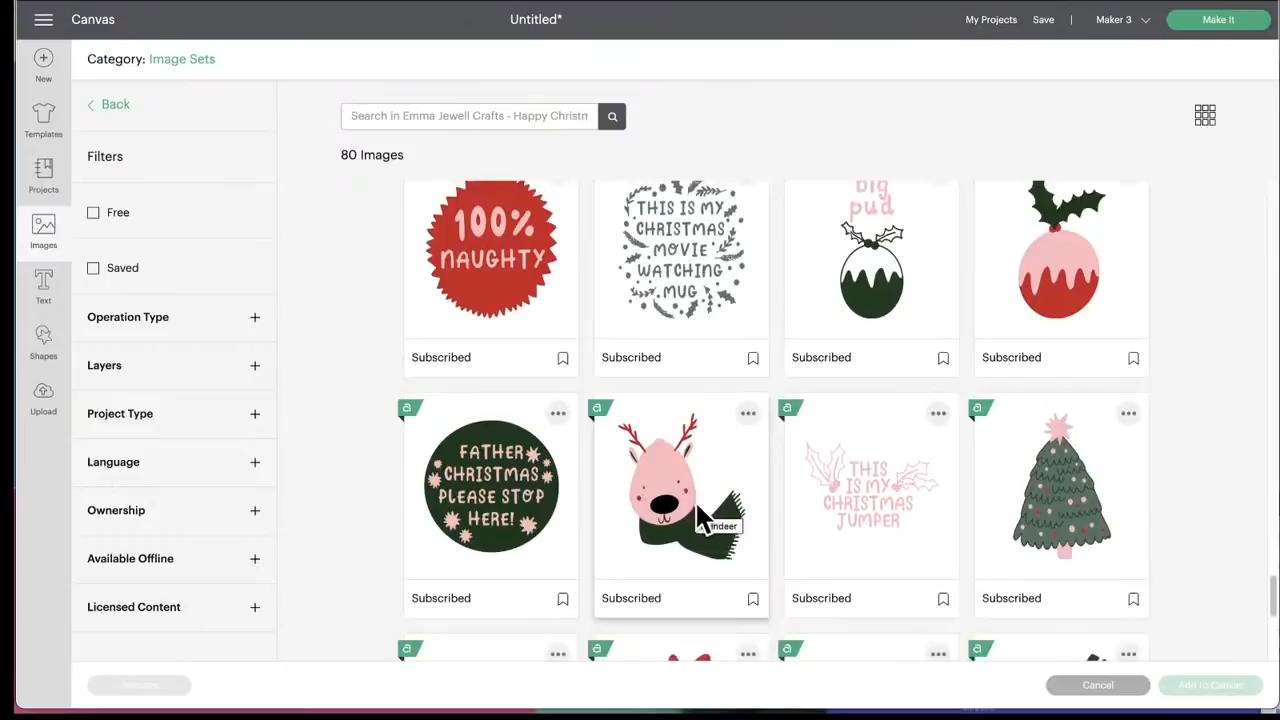 Canvas
Untitled*
My Projects Save | Maker 3
Make It
Category: Image Sets
New
Templates
Projects
Images
Text
Shapes
Upload
Back
Filters
Free
Saved
Operation Type
Layers
Project Type
Language
Ownership
Available Offline
Licensed Content
Search in Emma Jewell Crafts - Happy Christm
80 Images
100%
NAUGHTY
THIS IS MY
CHRISTMAS
MOVIE
WATCHING
MUG
big
pud
Subscribed
Subscribed
Subscribed
Subscribed
FATHER
CHRISTMAS
PLEASE STOP
HERE!
THIS
IS MY
CHRISTMAS
JUMPER
Subscribed
Subscribed
Subscribed
Subscribed
Cancel
Add to Canvas